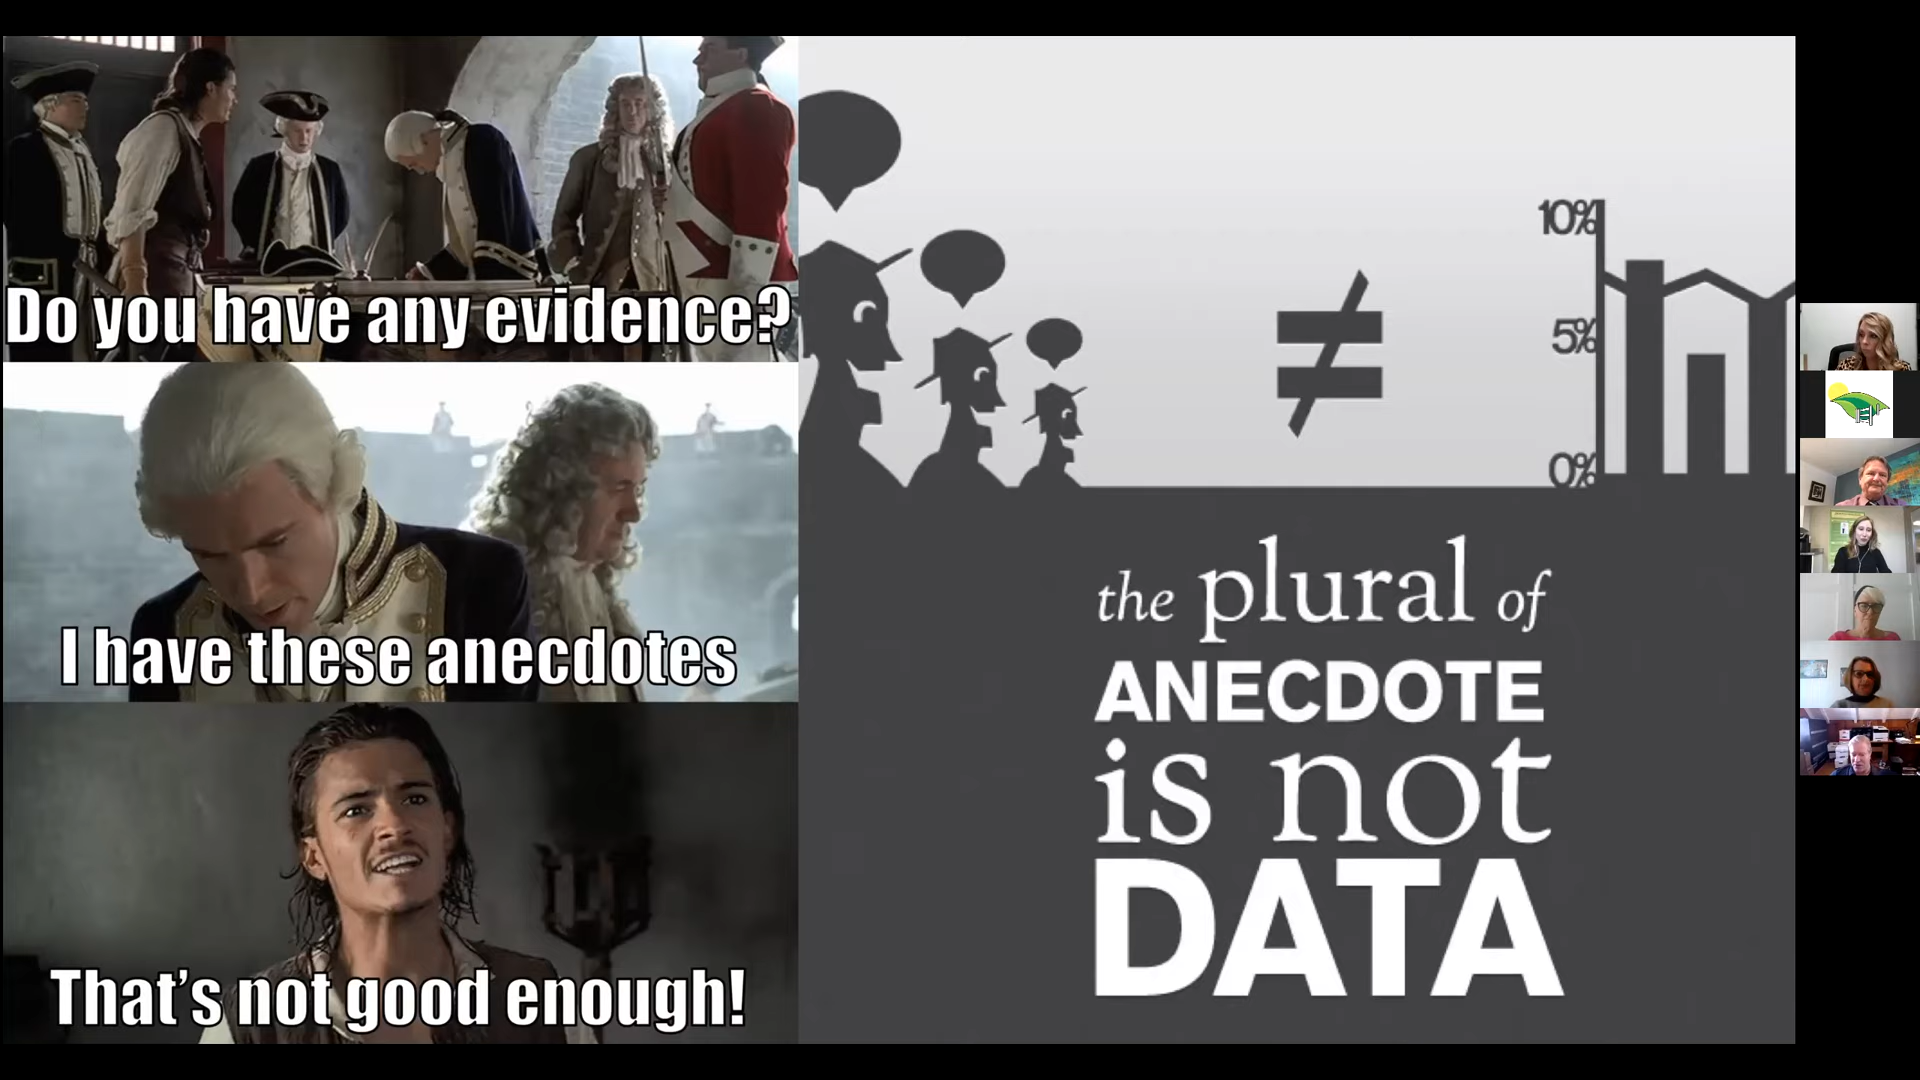 Do you have any evidence?
I have these anecdotes
That's not good enough!
10%
5%
0%
the plural of
ANECDOTE
is not
DATA